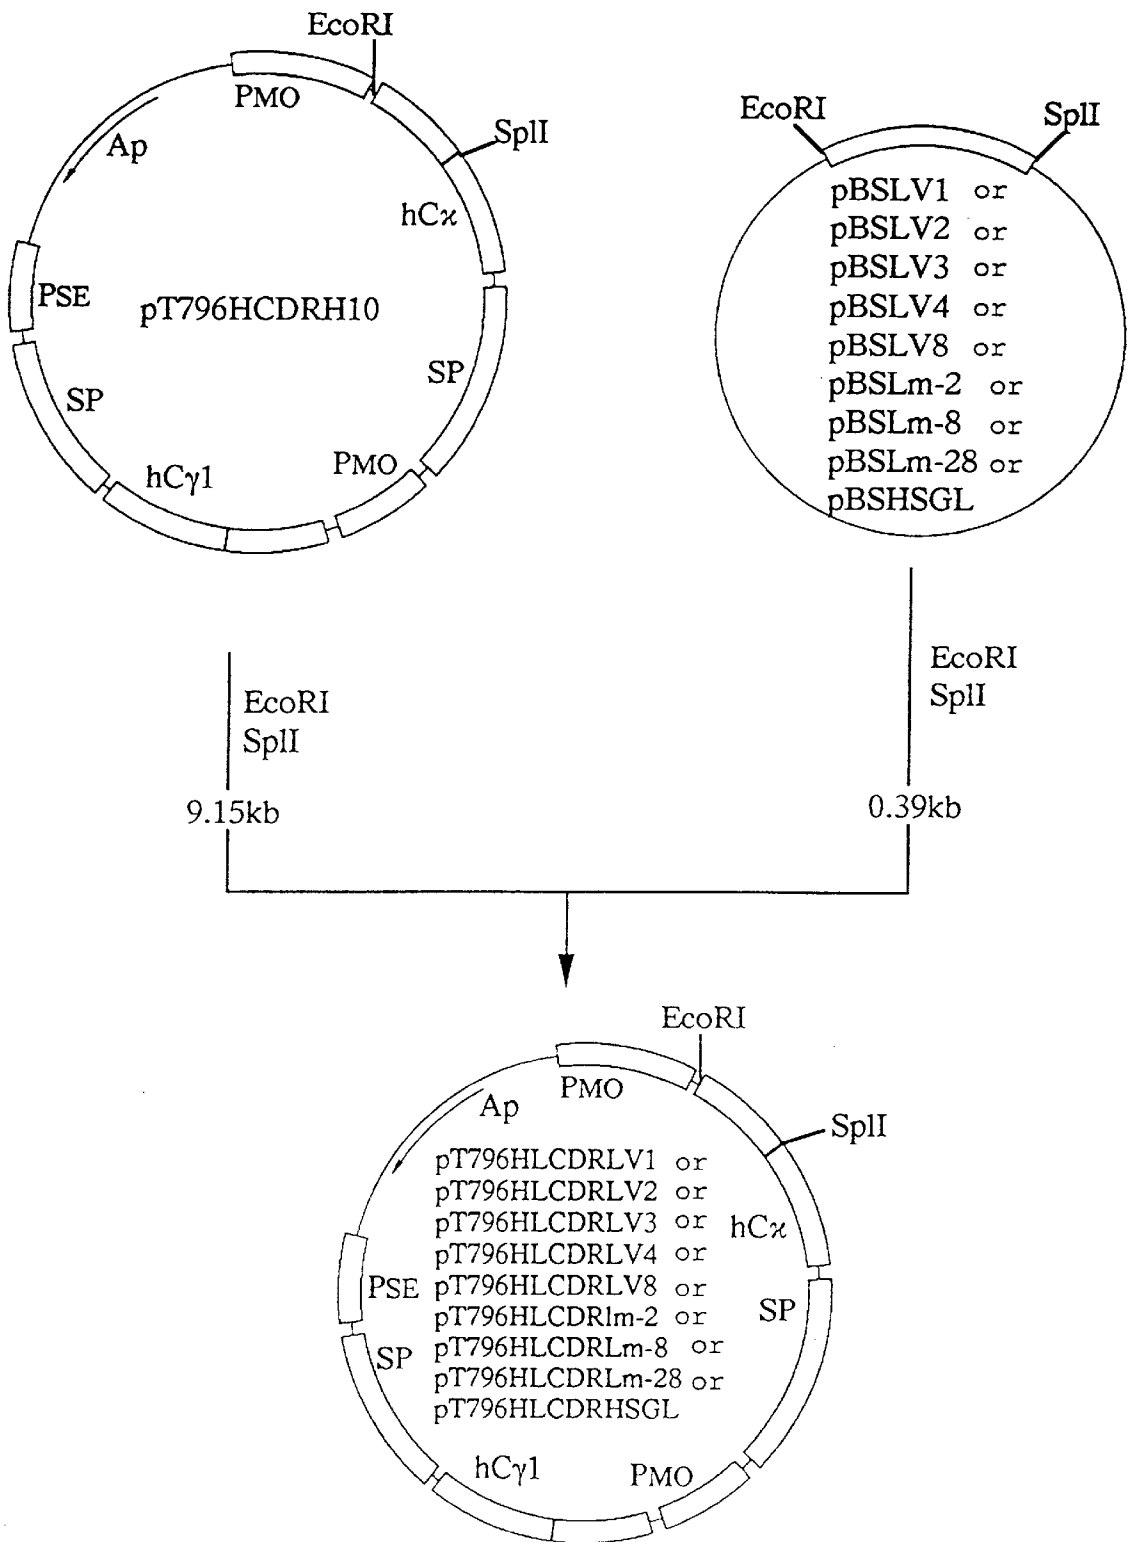 EcoRI
PMO
SplI
Ap
hCϰ
PSE
pT796HCDRH10
SP
SP
hCγ1
PMO
EcoRI
SplI
pBSLV1 or
pBSLV2 or
pBSLV3 or
pBSLV4 or
pBSLV8 or
pBSLm-2 or
pBSLm-8 or
pBSLm-28 or
pBSHSGL
EcoRI
SplI
9.15kb
EcoRI
SplI
0.39kb
EcoRI
PMO
Ap
SplI
pT796HLCDRLV1 or
pT796HLCDRLV2 or
pT796HLCDRLV3 or
hCϰ
pT796HLCDRLV4 or
PSE
pT796HLCDRLV8 or
SP
pT796HLCDRlm-2 or
pT796HLCDRLm-8 or
SP
pT796HLCDRLm-28 or
pT796HLCDRHSGL
hCγ1
PMO